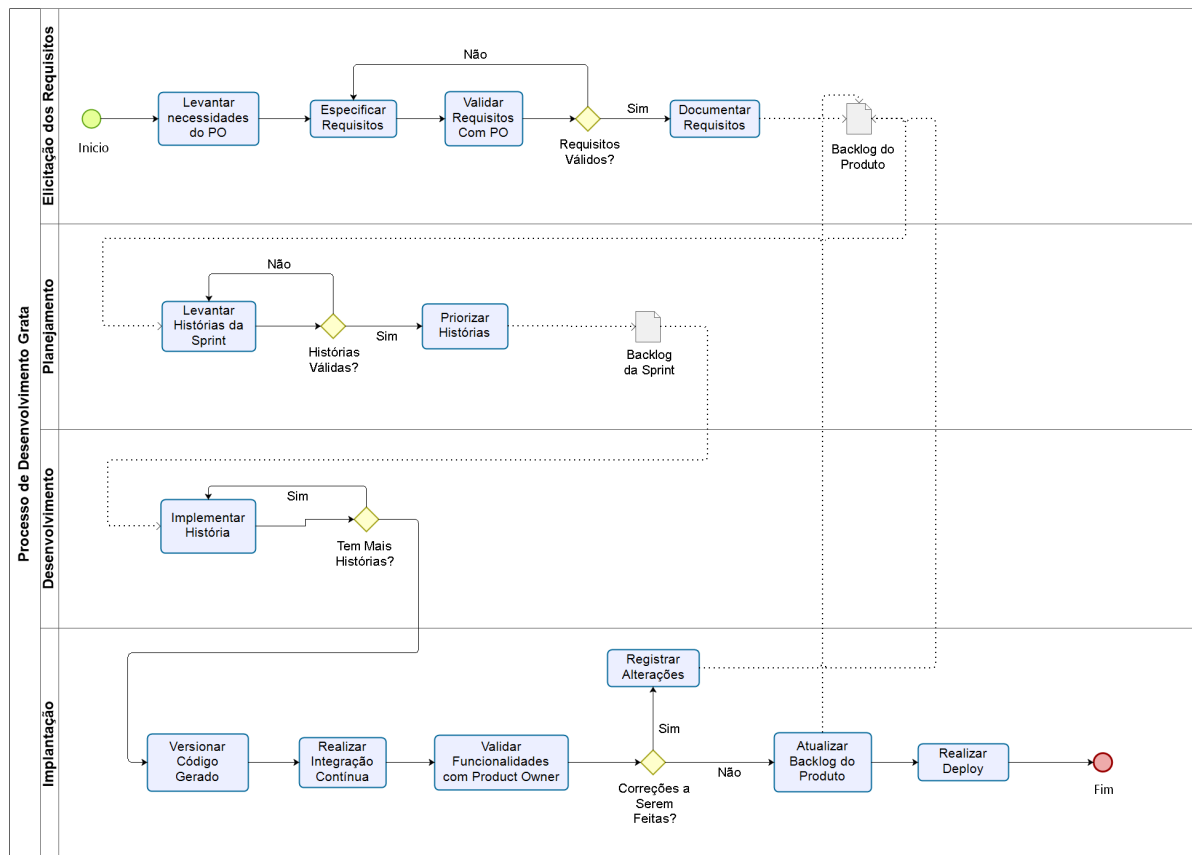 Processo de Desenvolvimento Grata
Elicitação dos Requisitos
Inicio
Levantar
necessidades
do PO
Especificar
Requisitos
Validar
Requisitos
Com PO
Não
Requisitos
Válidos?
Sim
Documentar
Requisitos
Backlog do
Produto
Planejamento
Levantar
Histórias da
Sprint
Não
Histórias
Válidas?
Sim
Priorizar
Histórias
Backlog
da Sprint
Desenvolvimento
Implementar
História
Sim
Tem Mais
Histórias?
Implantação
Versionar
Código
Gerado
Realizar
Integração
Contínua
Validar
Funcionalidades
com Product Owner
Correções a
Serem
Feitas?
Sim
Registrar
Alterações
Não
Atualizar
Backlog do
Produto
Realizar
Deploy
Fim